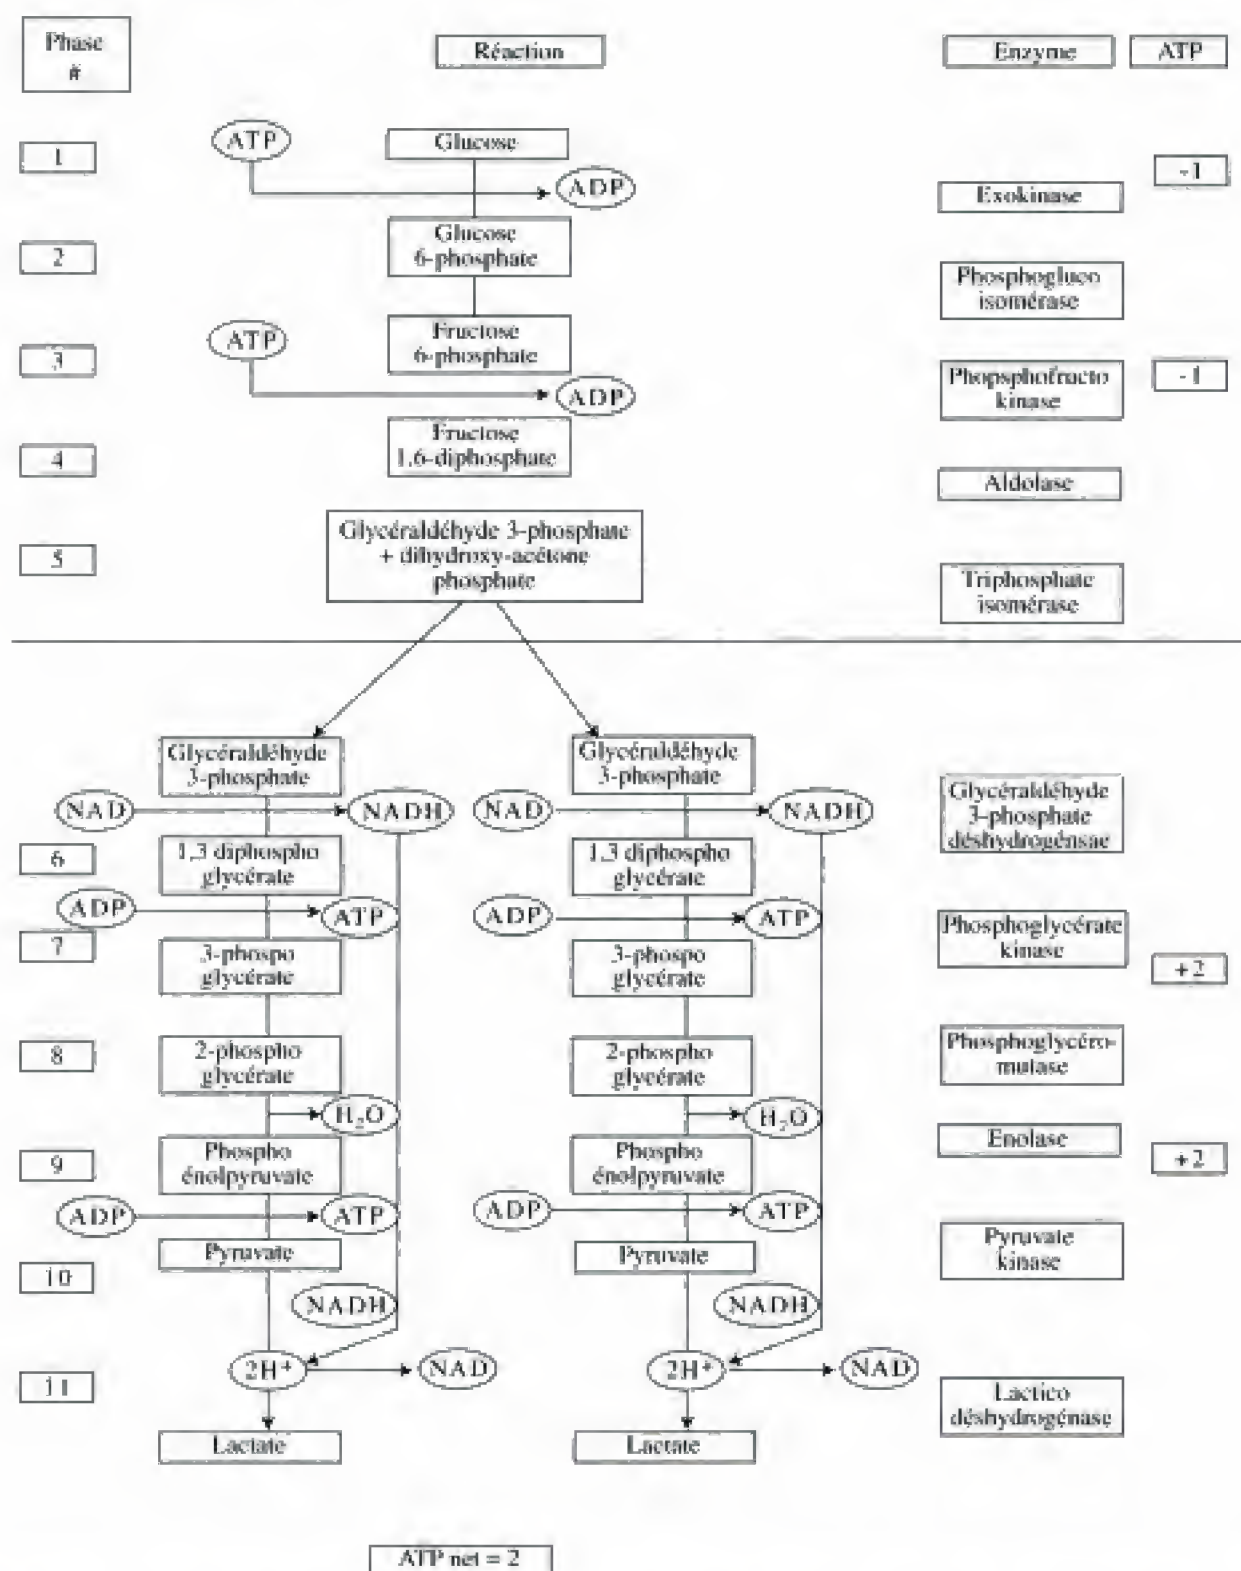 Phase
#
Réaction
Enzyme
ATP
1
ATP
Glucose
ADP
-1
Exokinase
2
Glucose
6-phosphate
Phosphogluco
isomérase
3
ATP
Fructose
6-phosphate
ADP
Phopsphofructo
kinase
-1
4
Fructose
1,6-diphosphate
Aldolase
5
Glycéraldéhyde 3-phosphate
+ dihydroxy-acétone
phosphate
Triphosphate
isomérase
Glycéraldéhyde
3-phosphate
Glycéraldéhyde
3-phosphate
NAD
NADH
NAD
NADH
Glycéraldéhyde
3-phosphate
déshydrogénsae
6
1,3 diphospho
glycérate
1,3 diphospho
glycérate
ADP
ATP
ADP
ATP
Phosphoglycérate
kinase
7
3-phospo
glycérate
3-phospo
glycérate
+2
8
2-phospho
glycérate
2-phospho
glycérate
Phosphoglycéro-
mutase
H₂O
H₂O
Enolase
9
Phospho
énolpyruvate
Phospho
énolpyruvate
+2
ADP
ATP
ADP
ATP
Pyruvate
Pyruvate
Pyruvate
kinase
10
NADH
NADH
11
2H+
NAD
2H+
NAD
Lactico
déshydrogénase
Lactate
Lactate
ATP net = 2